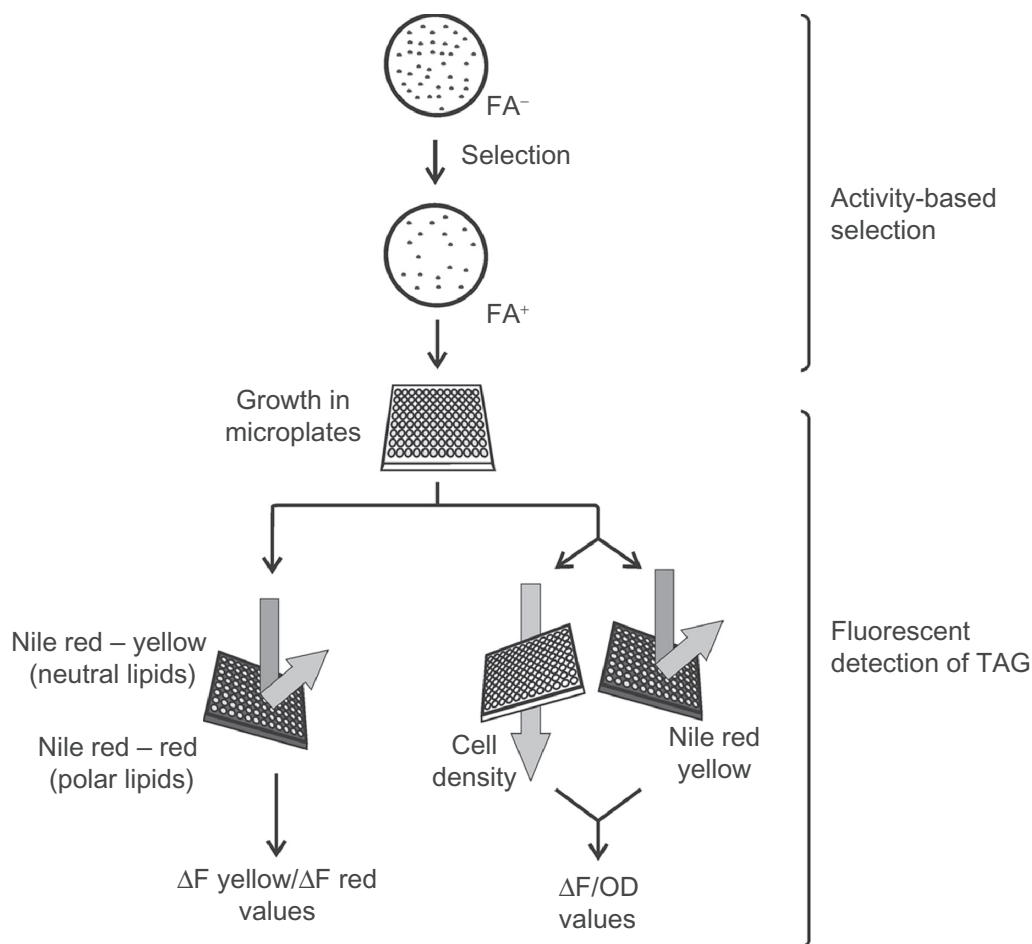 FA⁻
Selection
FA⁺
Activity-based
selection
Growth in
microplates
Nile red – yellow
(neutral lipids)
Nile red – red
(polar lipids)
Cell
density
Nile red
yellow
Fluorescent
detection of TAG
ΔF yellow/ΔF red
values
ΔF/OD
values